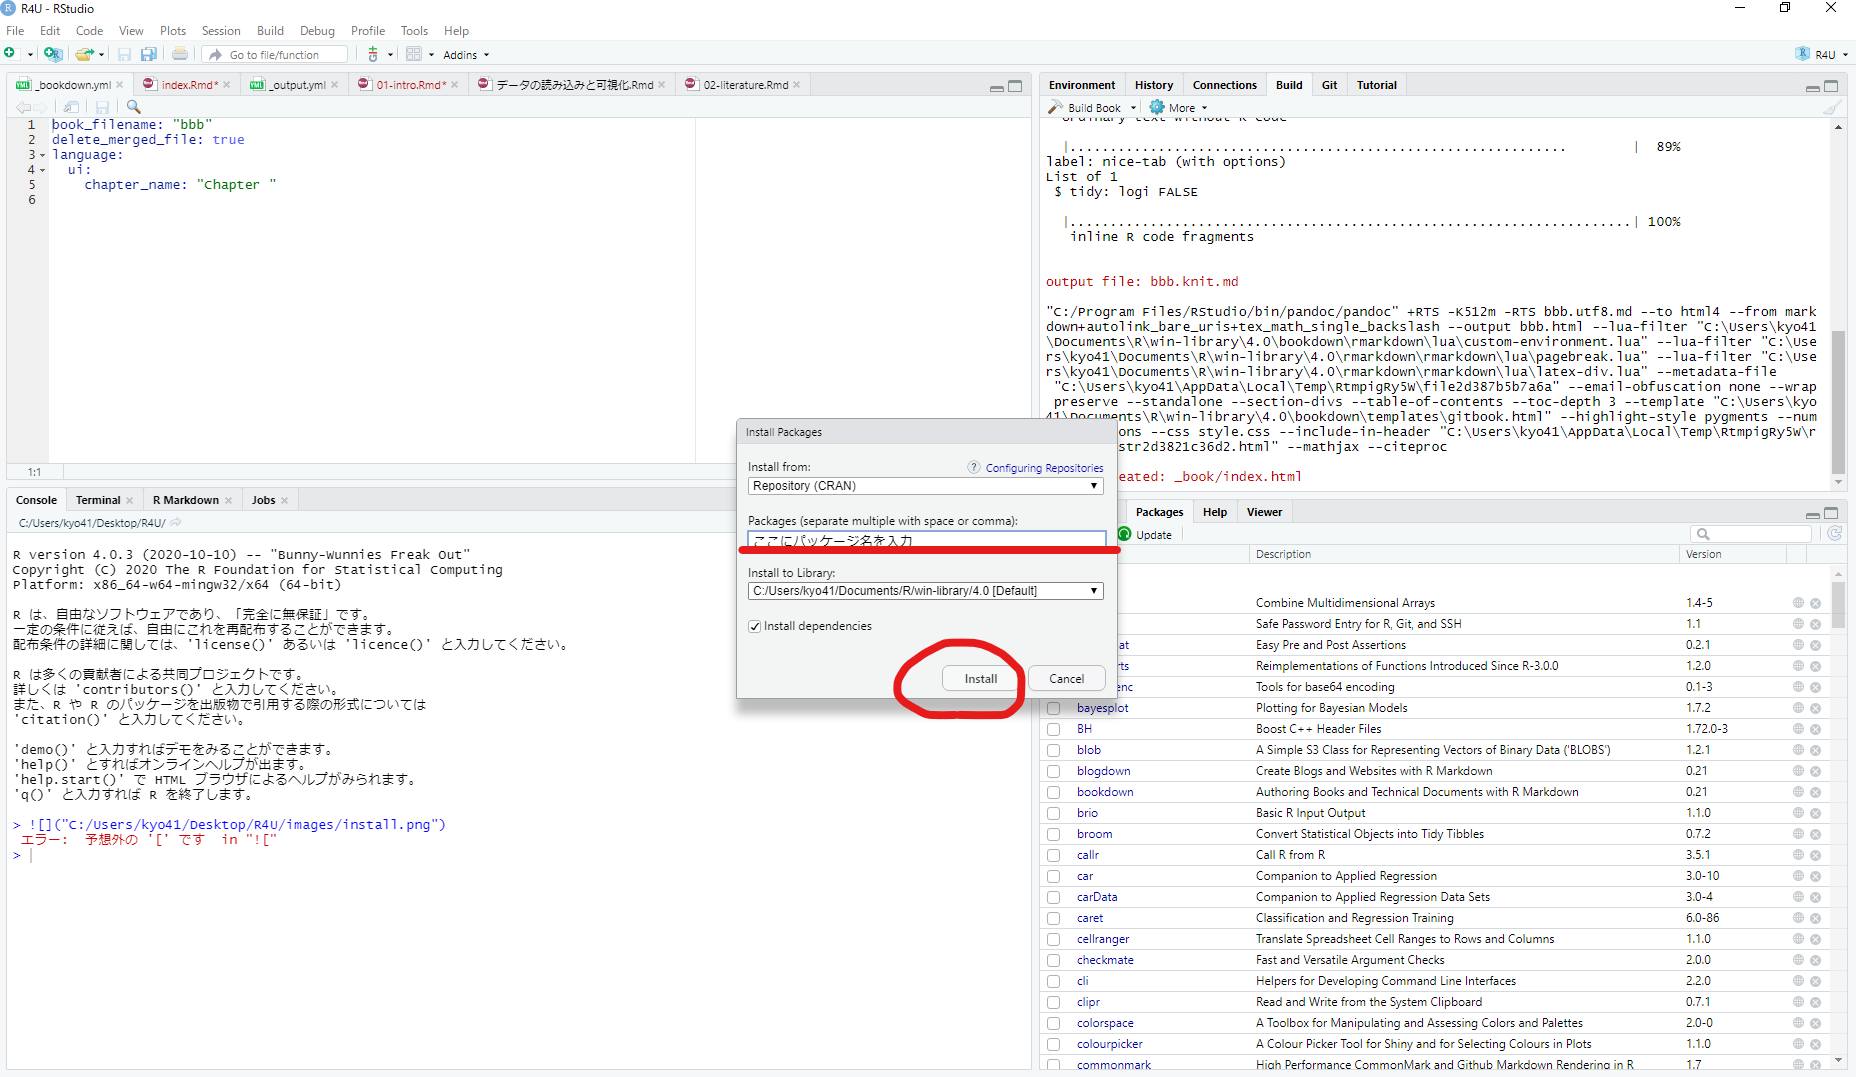 R4U - RStudio
File Edit Code View Plots Session Build Debug Profile Tools Help
Go to file/function Addins R4U
_bookdown.yml index.Rmd* _output.yml 01-intro.Rmd* データの読み込みと可視化.Rmd 02-literature.Rmd
1 book_filename: "bbb"
2 delete_merged_file: true
3 language:
4 ui:
5 chapter_name: "Chapter "
6
1:1
Console Terminal R Markdown Jobs
C:/Users/kyo41/Desktop/R4U/
R version 4.0.3 (2020-10-10) -- "Bunny-Wunnies Freak Out"
Copyright (C) 2020 The R Foundation for Statistical Computing
Platform: x86_64-w64-mingw32/x64 (64-bit)
R は、自由なソフトウェアであり、「完全に無保証」です。
一定の条件に従えば、自由にこれを再配布することができます。
配布条件の詳細に関しては、'license()' あるいは 'licence()' と入力してください。
R は多くの貢献者による共同プロジェクトです。
詳しくは 'contributors()' と入力してください。
また、R や R のパッケージを出版物で引用する際の形式については
'citation()' と入力してください。
'demo()' と入力すればデモをみることができます。
'help()' とすればオンラインヘルプが出ます。
'help.start()' で HTML ブラウザによるヘルプがみられます。
'q()' と入力すれば R を終了します。
> ![]("C:/Users/kyo41/Desktop/R4U/images/install.png")
エラー: 予想外の '[' です in "!["
>
Install Packages
Install from: ? Configuring Repositories
Repository (CRAN)
Packages (separate multiple with space or comma):
ここにパッケージ名を入力
Install to Library:
C:/Users/kyo41/Documents/R/win-library/4.0 [Default]
Install dependencies
Install Cancel
Environment History Connections Build Git Tutorial
Build Book More
ordinary text without R code
|.............................................................. | 89%
label: nice-tab (with options)
List of 1
$ tidy: logi FALSE
|......................................................................| 100%
inline R code fragments
output file: bbb.knit.md
"C:/Program Files/RStudio/bin/pandoc/pandoc" +RTS -K512m -RTS bbb.utf8.md --to html4 --from mark
down+autolink_bare_uris+tex_math_single_backslash --output bbb.html --lua-filter "C:\Users\kyo41
\Documents\R\win-library\4.0\bookdown\rmarkdown\lua\custom-environment.lua" --lua-filter "C:\Use
rs\kyo41\Documents\R\win-library\4.0\rmarkdown\rmarkdown\lua\pagebreak.lua" --lua-filter "C:\Use
rs\kyo41\Documents\R\win-library\4.0\rmarkdown\rmarkdown\lua\latex-div.lua" --metadata-file
"C:\Users\kyo41\AppData\Local\Temp\RtmpigRy5W\file2d387b5b7a6a" --email-obfuscation none --wrap
preserve --standalone --section-divs --table-of-contents --toc-depth 3 --template "C:\Users\kyo
41\Documents\R\win-library\4.0\bookdown\templates\gitbook.html" --highlight-style pygments --num
ons --css style.css --include-in-header "C:\Users\kyo41\AppData\Local\Temp\RtmpigRy5W\r
str2d3821c36d2.html" --mathjax --citeproc
eated: _book/index.html
Packages Help Viewer
Update
Description Version
Combine Multidimensional Arrays 1.4-5
Safe Password Entry for R, Git, and SSH 1.1
at Easy Pre and Post Assertions 0.2.1
rts Reimplementations of Functions Introduced Since R-3.0.0 1.2.0
enc Tools for base64 encoding 0.1-3
bayesplot Plotting for Bayesian Models 1.7.2
BH Boost C++ Header Files 1.72.0-3
blob A Simple S3 Class for Representing Vectors of Binary Data ('BLOBS') 1.2.1
blogdown Create Blogs and Websites with R Markdown 0.21
bookdown Authoring Books and Technical Documents with R Markdown 0.21
brio Basic R Input Output 1.1.0
broom Convert Statistical Objects into Tidy Tibbles 0.7.2
callr Call R from R 3.5.1
car Companion to Applied Regression 3.0-10
carData Companion to Applied Regression Data Sets 3.0-4
caret Classification and Regression Training 6.0-86
cellranger Translate Spreadsheet Cell Ranges to Rows and Columns 1.1.0
checkmate Fast and Versatile Argument Checks 2.0.0
cli Helpers for Developing Command Line Interfaces 2.2.0
clipr Read and Write from the System Clipboard 0.7.1
colorspace A Toolbox for Manipulating and Assessing Colors and Palettes 2.0-0
colourpicker A Colour Picker Tool for Shiny and for Selecting Colours in Plots 1.1.0
commonmark High Performance CommonMark and Github Markdown Rendering in R 1.7